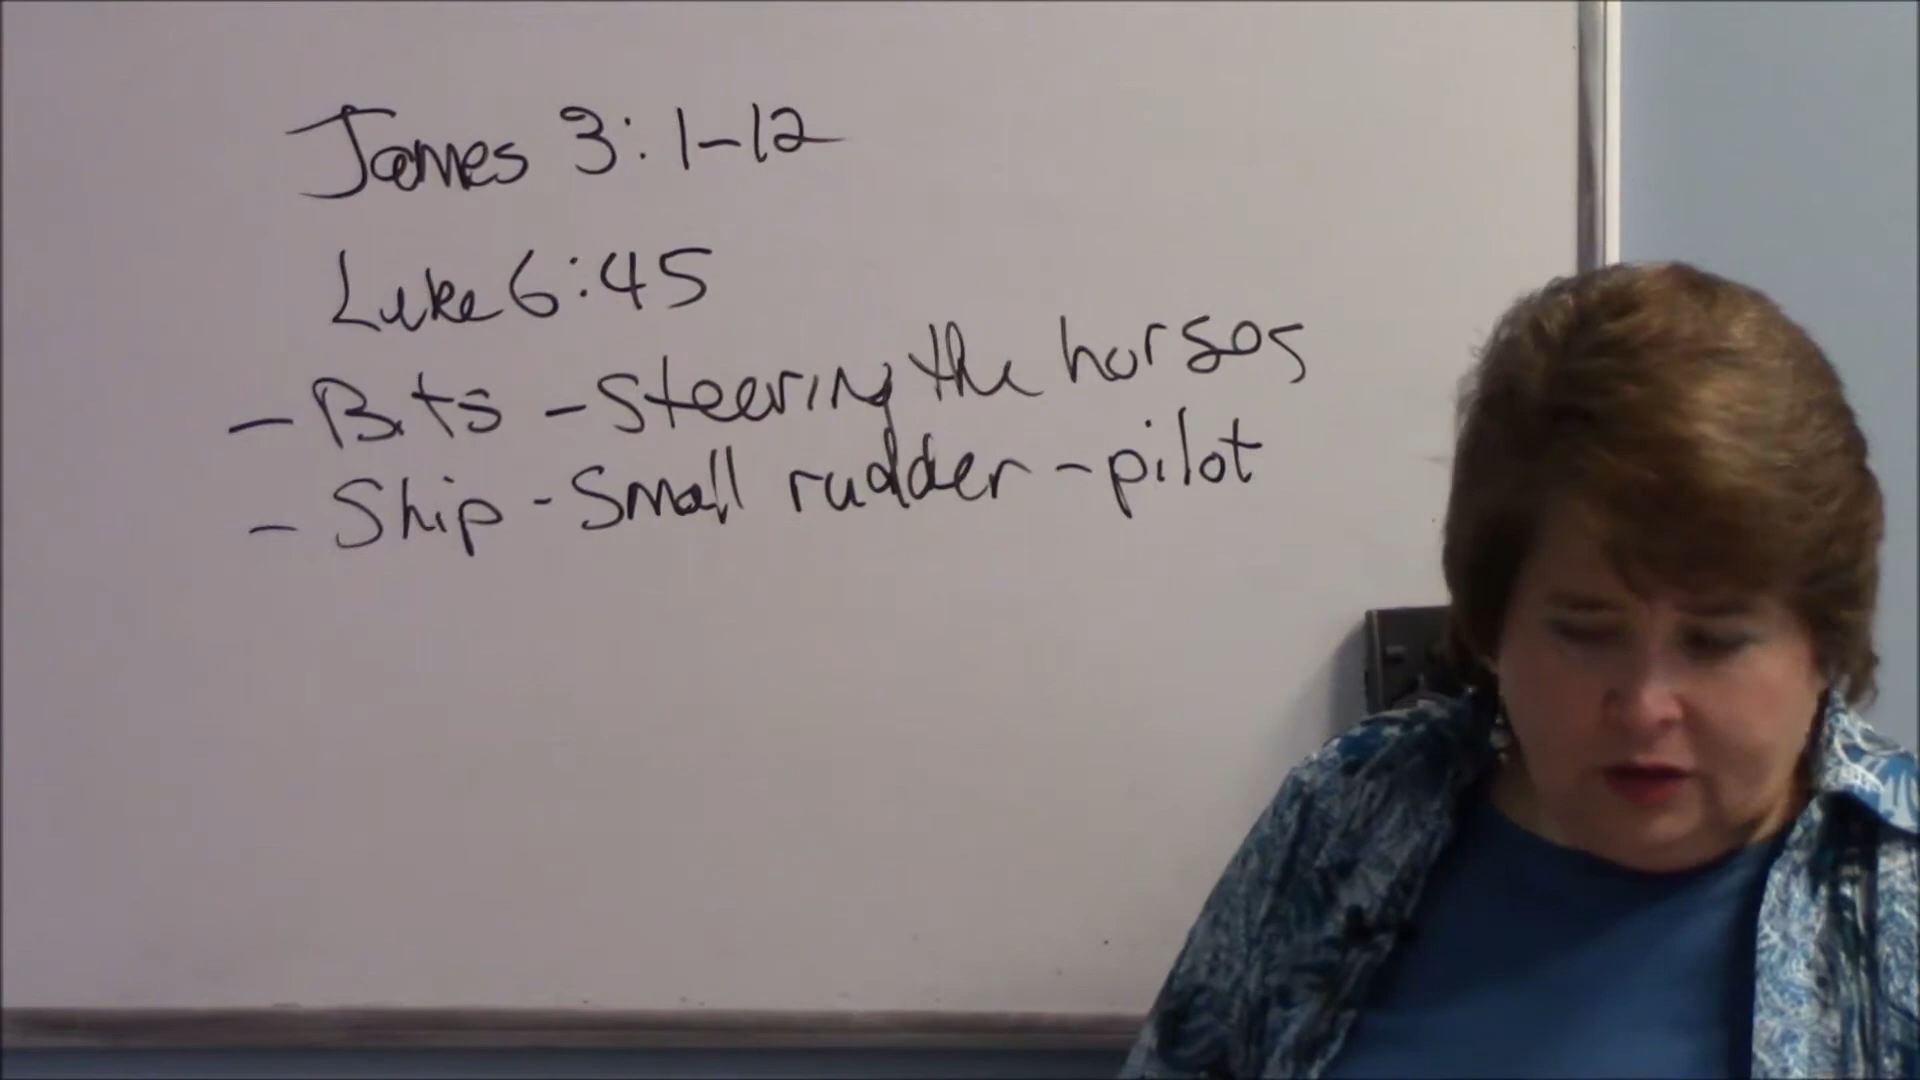 James 3:1-12
Luke 6:45
- Bits - Steering the horses
- Ship - Small rudder - pilot